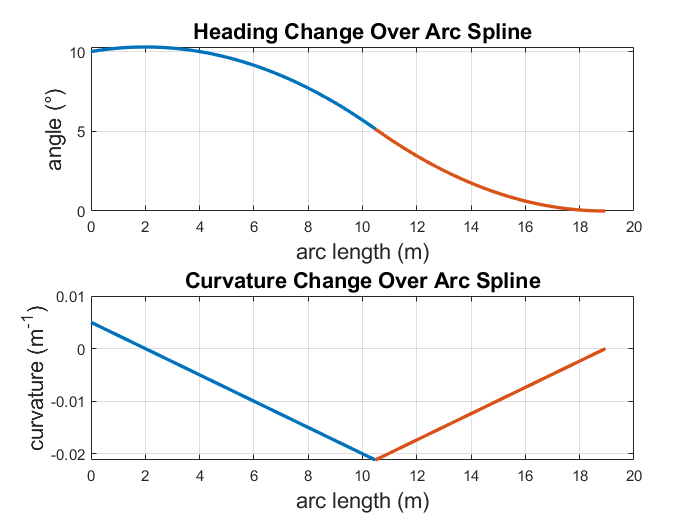 Heading Change Over Arc Spline
10
5
0
angle (°)
0 2 4 6 8 10 12 14 16 18 20
arc length (m)
Curvature Change Over Arc Spline
0.01
0
-0.01
-0.02
curvature (m⁻¹)
0 2 4 6 8 10 12 14 16 18 20
arc length (m)